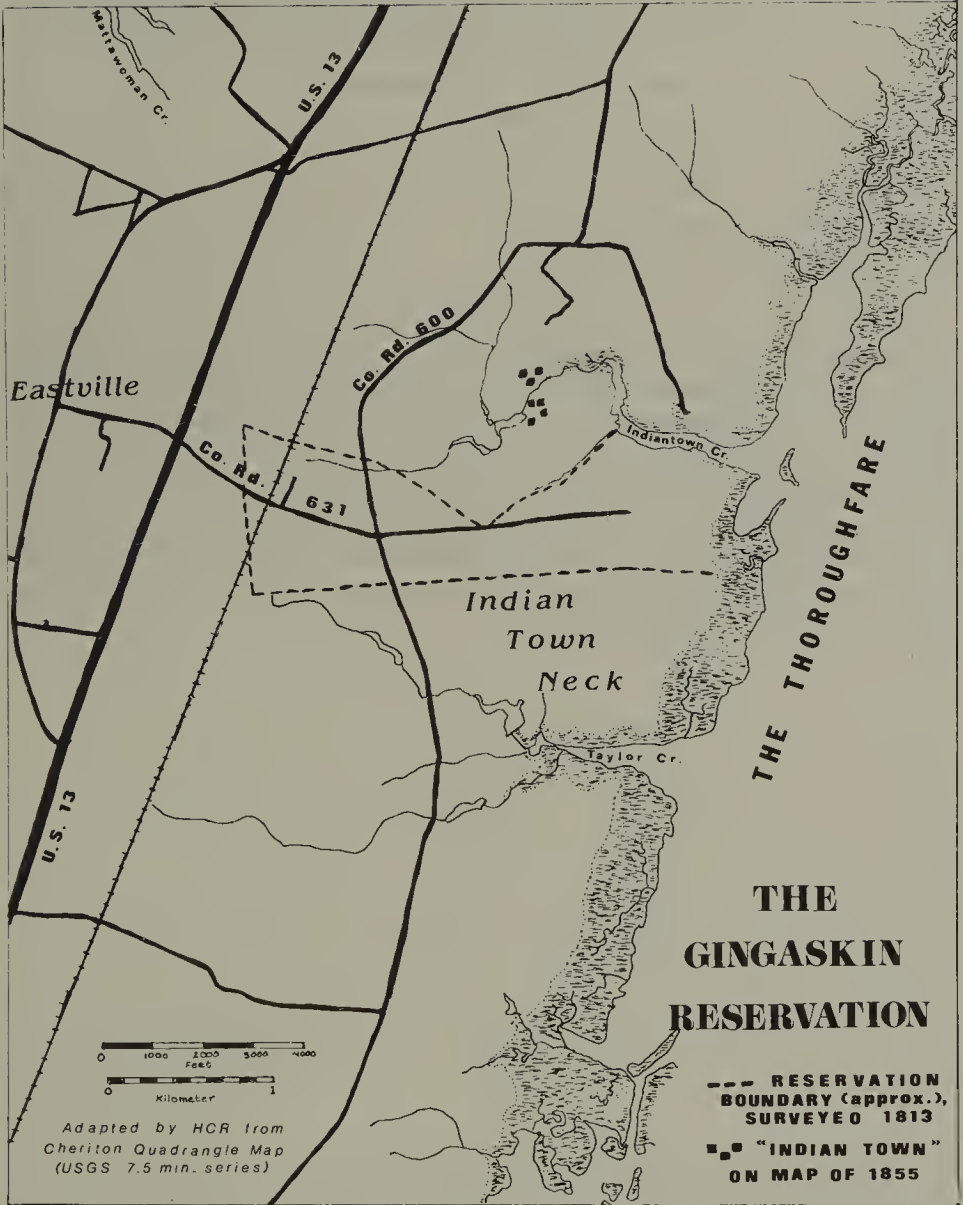 Mattawoman Cr.
U.S. 13
Co. Rd. 600
Eastville
Indiantown Cr.
Co. Rd. 631
THE THOROUGHFARE
Indian
Town
Neck
Taylor Cr.
U.S. 13
THE
GINGASKIN
RESERVATION
0 1000 2000 3000 4000
Feet
0 1
Kilometer
Adapted by HCR from
Cheriton Quadrangle Map
(USGS 7.5 min. series)
RESERVATION
BOUNDARY (approx.),
SURVEYED 1813
"INDIAN TOWN"
ON MAP OF 1855